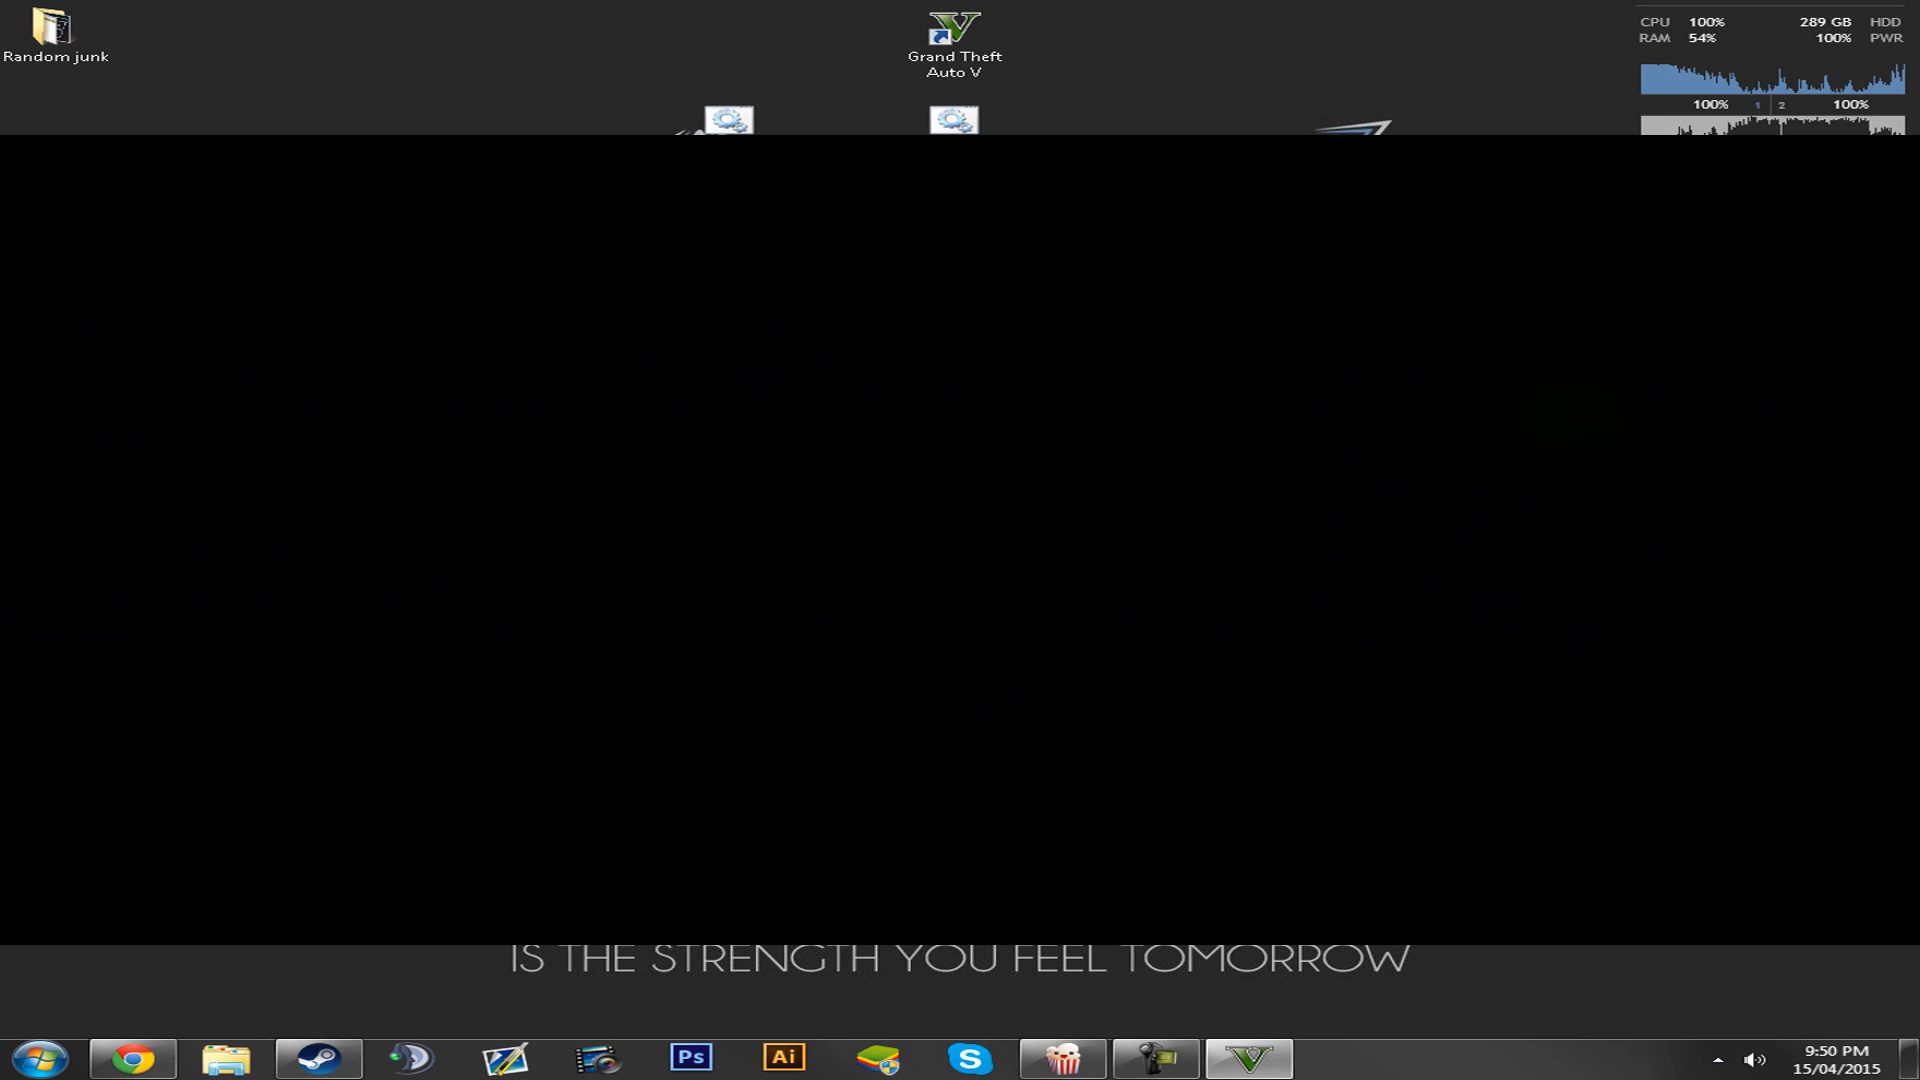 Random junk
Grand Theft
Auto V
CPU 100% 289 GB HDD
RAM 54% 100% PWR
100% 1 2 100%
IS THE STRENGTH YOU FEEL TOMORROW
Ps
Ai
S
9:50 PM
15/04/2015